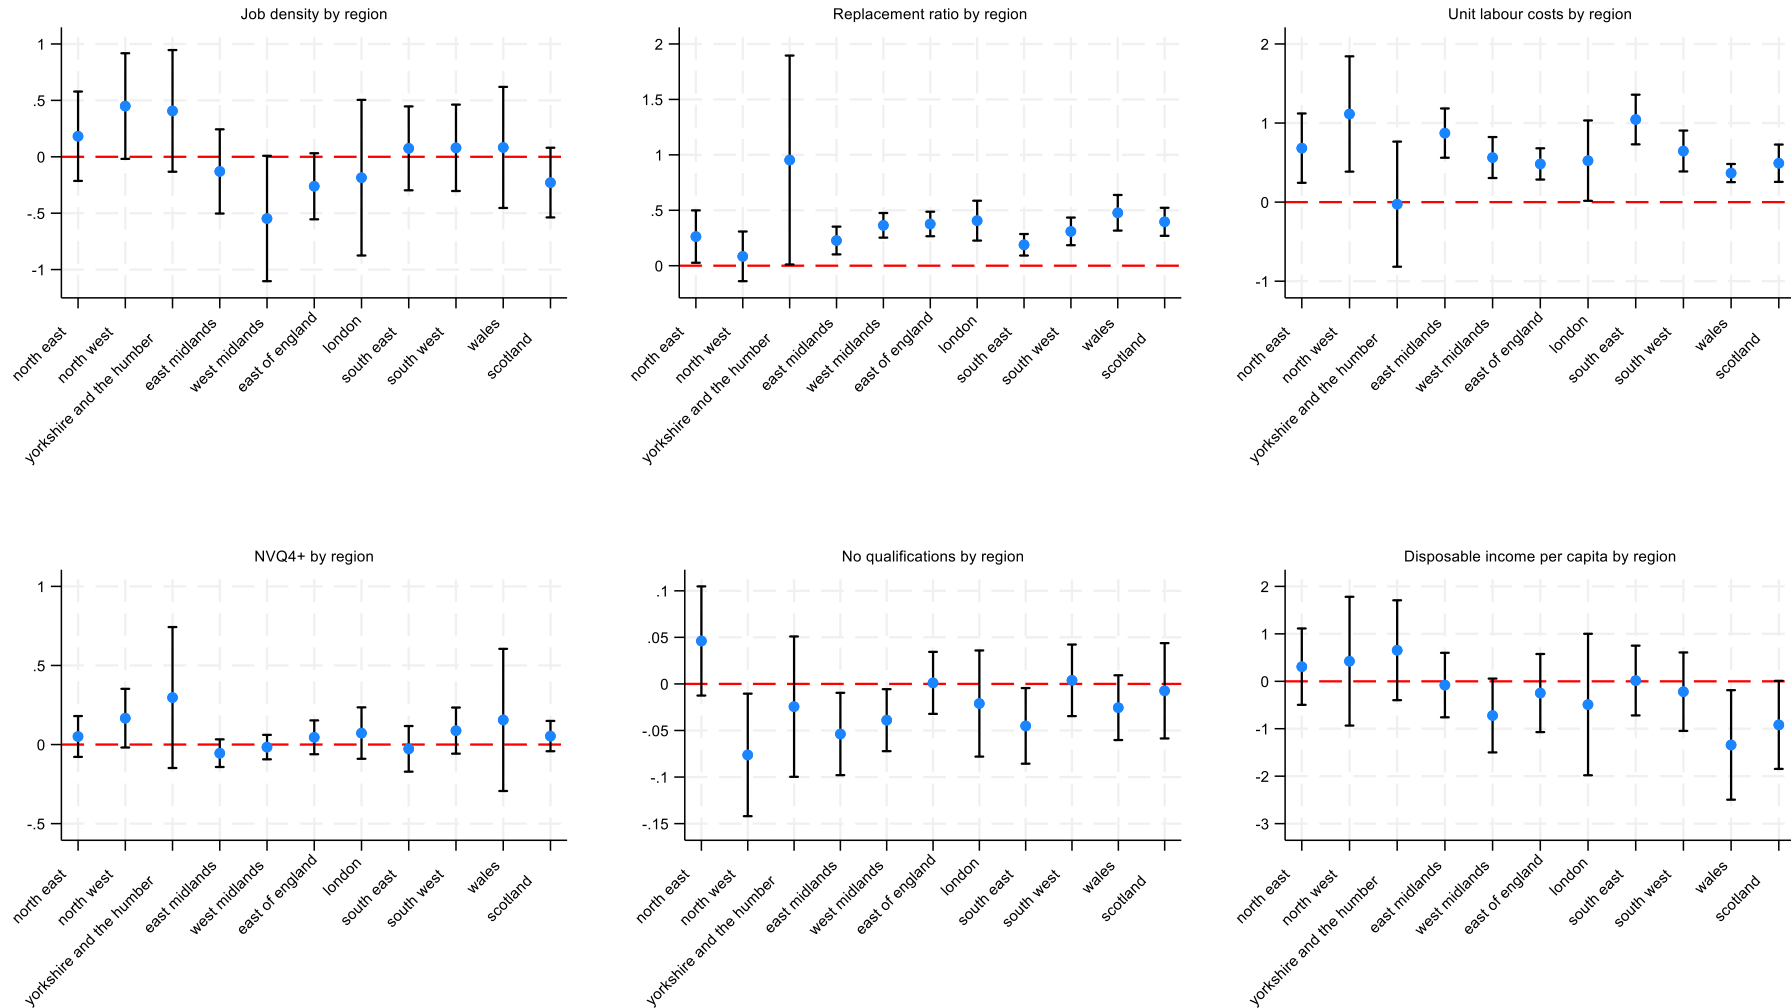 Job density by region
1
.5
0
-.5
-1
north east
north west
yorkshire and the humber
east midlands
west midlands
east of england
london
south east
south west
wales
scotland
Replacement ratio by region
2
1.5
1
.5
0
north east
north west
yorkshire and the humber
east midlands
west midlands
east of england
london
south east
south west
wales
scotland
Unit labour costs by region
2
1
0
-1
north east
north west
yorkshire and the humber
east midlands
west midlands
east of england
london
south east
south west
wales
scotland
NVQ4+ by region
1
.5
0
-.5
north east
north west
yorkshire and the humber
east midlands
west midlands
east of england
london
south east
south west
wales
scotland
No qualifications by region
.1
.05
0
-.05
-.1
-.15
north east
north west
yorkshire and the humber
east midlands
west midlands
east of england
london
south east
south west
wales
scotland
Disposable income per capita by region
2
1
0
-1
-2
-3
north east
north west
yorkshire and the humber
east midlands
west midlands
east of england
london
south east
south west
wales
scotland